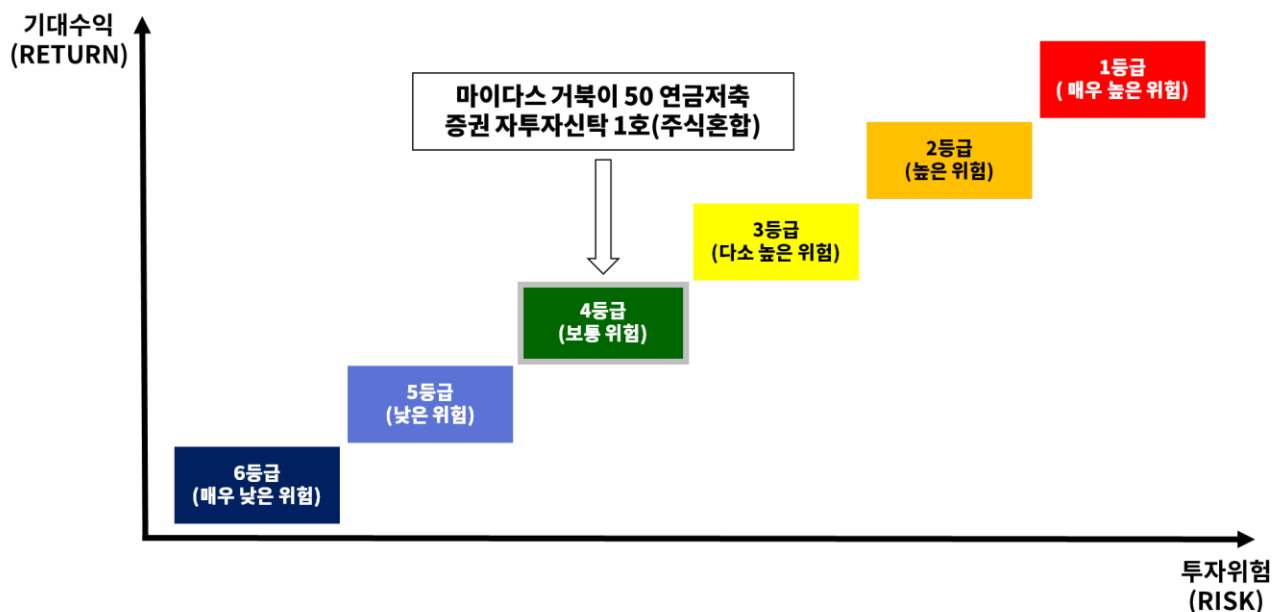 기대수익
(RETURN)
마이다스 거북이 50 연금저축
증권 자투자신탁 1호(주식혼합)
1등급
( 매우 높은 위험)
2등급
(높은 위험)
3등급
(다소 높은 위험)
4등급
(보통 위험)
5등급
(낮은 위험)
6등급
(매우 낮은 위험)
투자위험
(RISK)